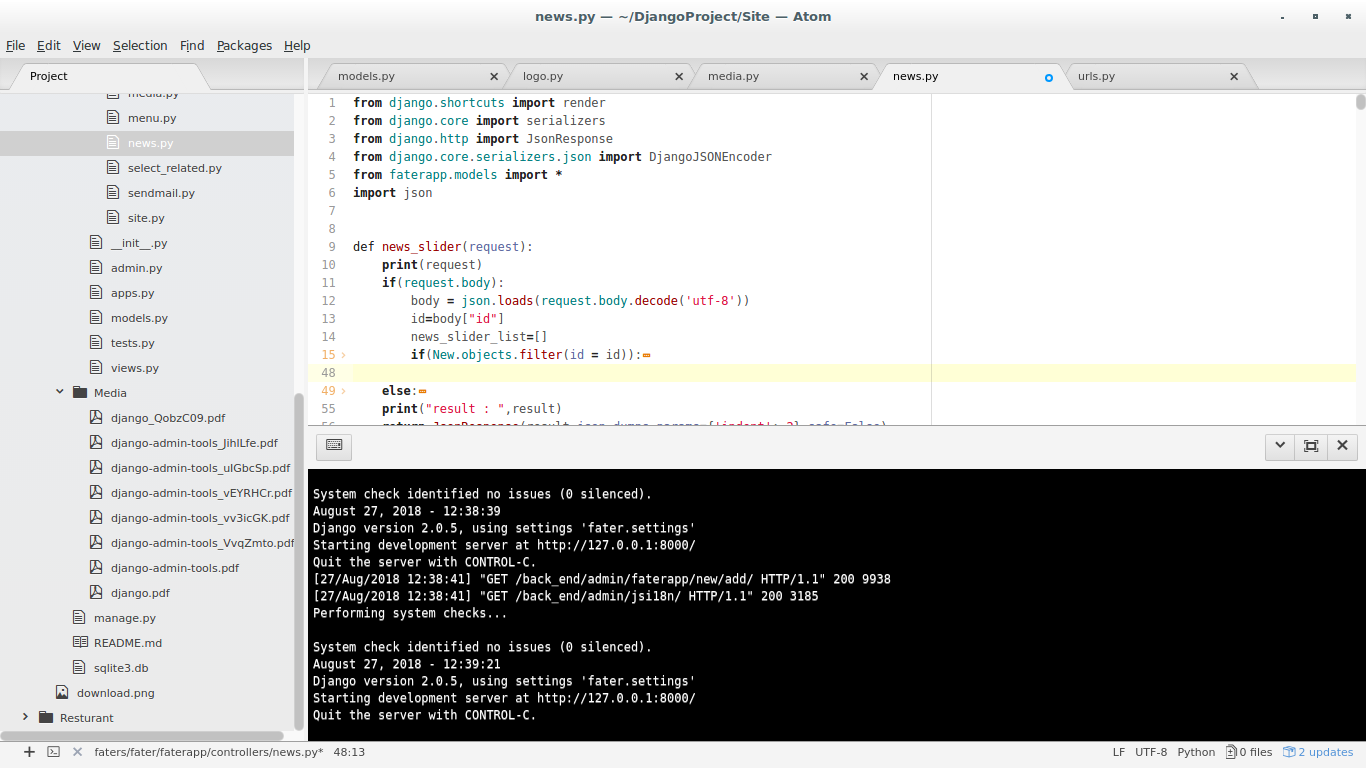 news.py — ~/DjangoProject/Site — Atom
File Edit View Selection Find Packages Help
Project
models.py
logo.py
media.py
news.py
urls.py
media.py
menu.py
news.py
select_related.py
sendmail.py
site.py
__init__.py
admin.py
apps.py
models.py
tests.py
views.py
Media
django_QobzC09.pdf
django-admin-tools_JihlLfe.pdf
django-admin-tools_uIGbcSp.pdf
django-admin-tools_vEYRHCr.pdf
django-admin-tools_vv3icGK.pdf
django-admin-tools_VvqZmto.pdf
django-admin-tools.pdf
django.pdf
manage.py
README.md
sqlite3.db
download.png
Resturant
1 from django.shortcuts import render
2 from django.core import serializers
3 from django.http import JsonResponse
4 from django.core.serializers.json import DjangoJSONEncoder
5 from faterapp.models import *
6 import json
7
8
9 def news_slider(request):
10 print(request)
11 if(request.body):
12 body = json.loads(request.body.decode('utf-8'))
13 id=body["id"]
14 news_slider_list=[]
15 if(New.objects.filter(id = id)):
48
49 else:
55 print("result : ",result)
56 return JsonResponse(result,json_dumps_params={'indent': 2},safe=False)
System check identified no issues (0 silenced).
August 27, 2018 - 12:38:39
Django version 2.0.5, using settings 'fater.settings'
Starting development server at http://127.0.0.1:8000/
Quit the server with CONTROL-C.
[27/Aug/2018 12:38:41] "GET /back_end/admin/faterapp/new/add/ HTTP/1.1" 200 9938
[27/Aug/2018 12:38:41] "GET /back_end/admin/jsi18n/ HTTP/1.1" 200 3185
Performing system checks...
System check identified no issues (0 silenced).
August 27, 2018 - 12:39:21
Django version 2.0.5, using settings 'fater.settings'
Starting development server at http://127.0.0.1:8000/
Quit the server with CONTROL-C.
faters/fater/faterapp/controllers/news.py* 48:13
LF UTF-8 Python 0 files 2 updates